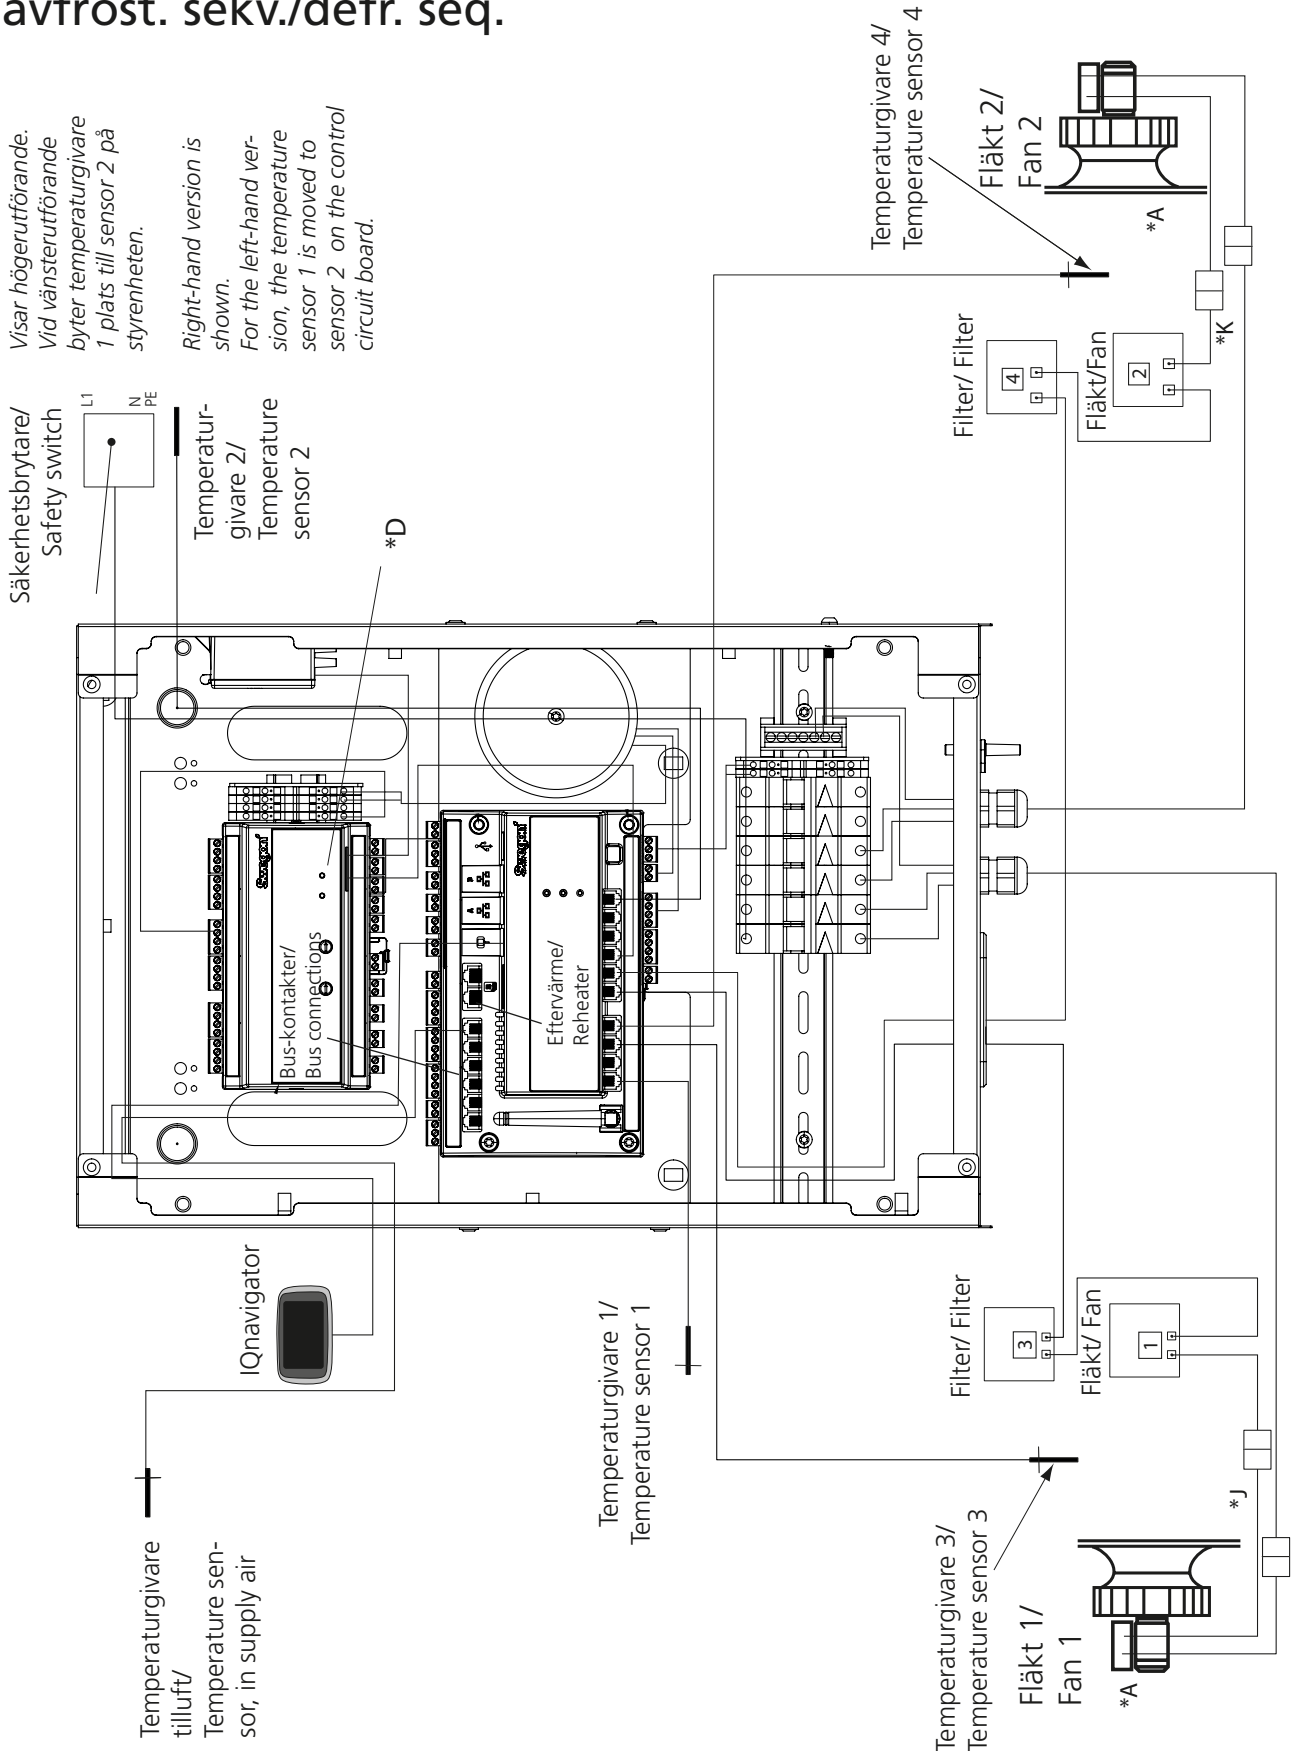 avfrost. sekv./defr. seq.
Visar högerutförande.
Vid vänsterutförande
byter temperaturgivare
1 plats till sensor 2 på
styrenheten.
Right-hand version is
shown.
For the left-hand ver-
sion, the temperature
sensor 1 is moved to
sensor 2 on the control
circuit board.
Säkerhetsbrytare/
Safety switch
L1
N
PE
Temperatur-
givare 2/
Temperature
sensor 2
*D
Temperaturgivare 4/
Temperature sensor 4
Fläkt 2/
Fan 2
*A
*K
Filter/ Filter
4
Fläkt/Fan
2
Swegon
Bus-kontakter/
Bus connections
Swegon
A
B
Eftervärme/
Reheater
IQnavigator
Temperaturgivare
tilluft/
Temperature sen-
sor, in supply air
Temperaturgivare 1/
Temperature sensor 1
Filter/ Filter
3
Fläkt/ Fan
1
Temperaturgivare 3/
Temperature sensor 3
Fläkt 1/
Fan 1
*A
*J